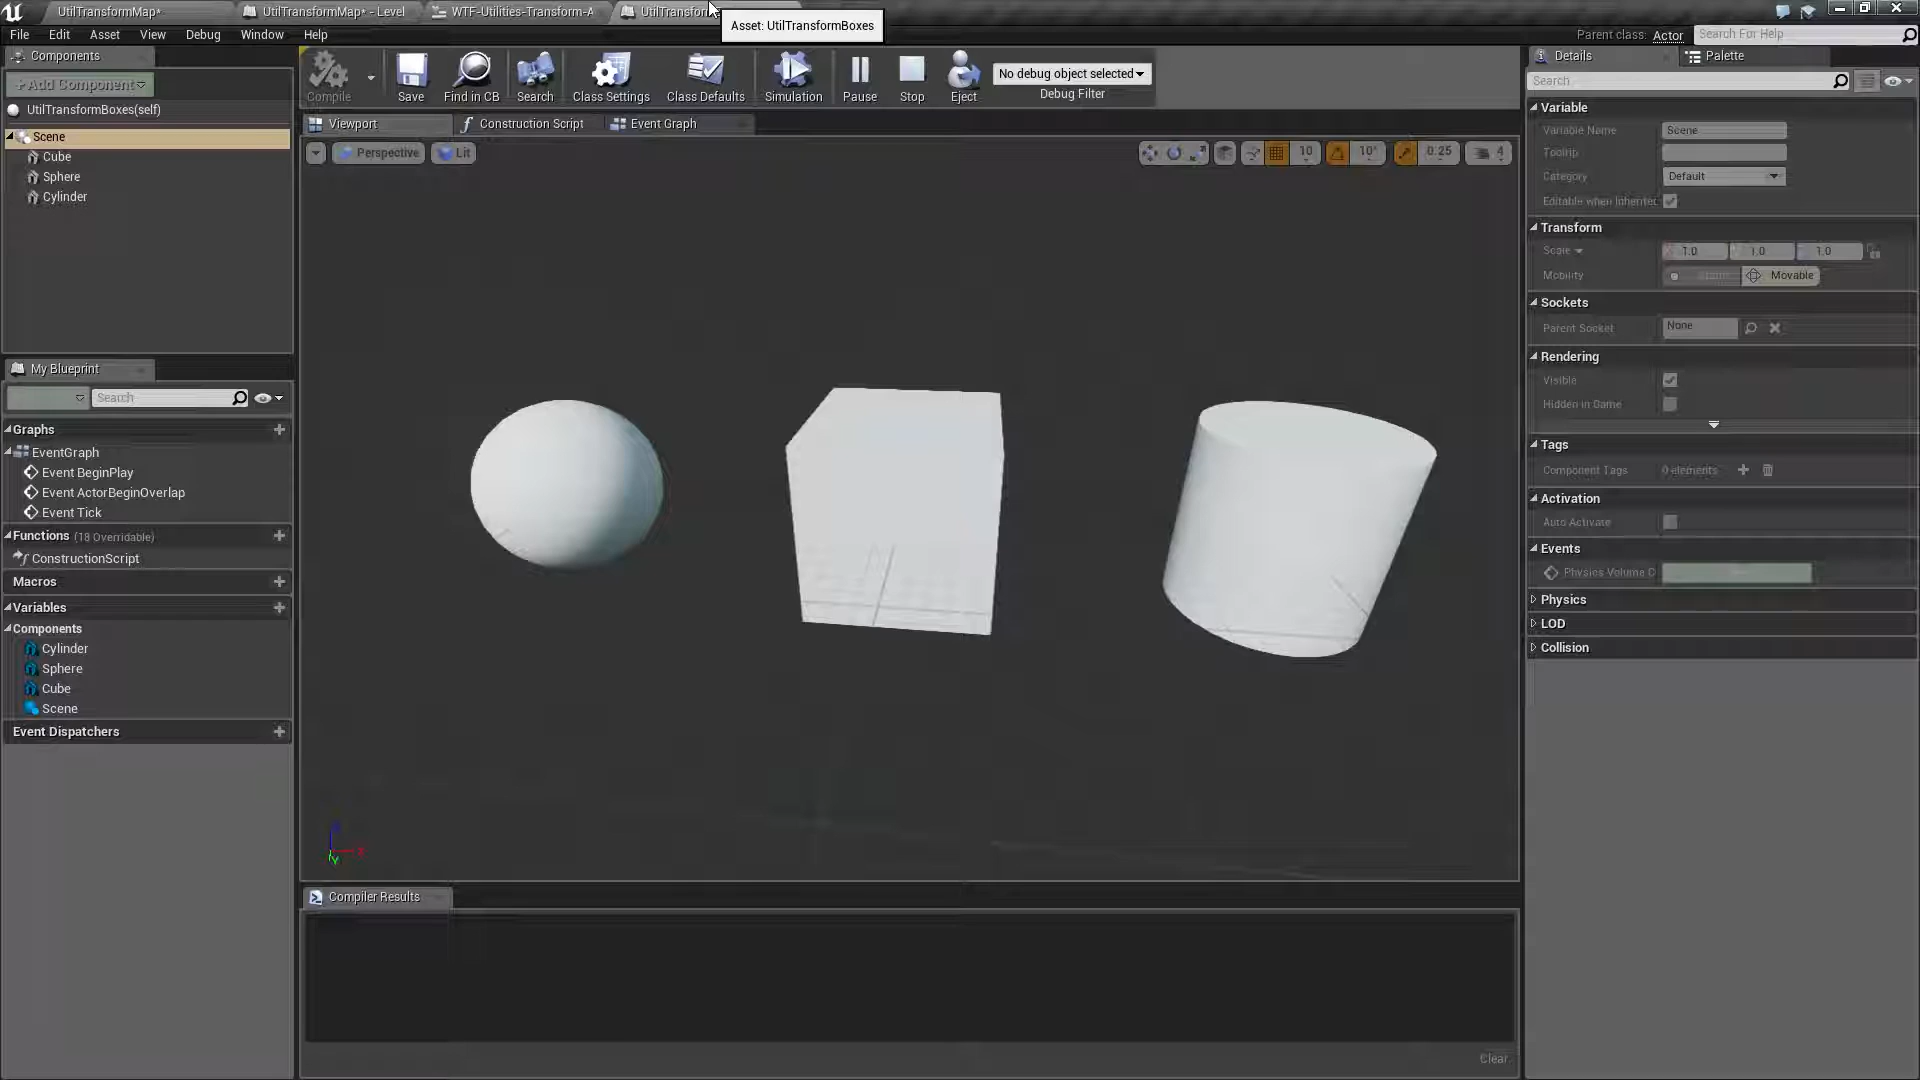 UtilTransformMap*
UtilTransformMap* - Level
WTF-Utilities-Transform-A
Asset: UtilTransformBoxes
File Edit Asset View Debug Window Help
Parent class: Actor
Search For Help
Components
+ Add Component
UtilTransformBoxes(self)
Scene
Cube
Sphere
Cylinder
Compile
Save
Find in CB
Search
Class Settings
Class Defaults
Simulation
Pause
Stop
Eject
No debug object selected
Debug Filter
Viewport
Construction Script
Event Graph
Perspective
Lit
10
10°
0.25
4
My Blueprint
Search
Graphs
EventGraph
Event BeginPlay
Event ActorBeginOverlap
Event Tick
Functions (18 Overridable)
ConstructionScript
Macros
Variables
Components
Cylinder
Sphere
Cube
Scene
Event Dispatchers
X
Y
Compiler Results
Clear
Details
Palette
Search
Variable
Variable Name Scene
Tooltip
Category Default
Editable when Inherited
Transform
Scale 1.0 1.0 1.0
Mobility Movable
Sockets
Parent Socket None
Rendering
Visible
Hidden in Game
Tags
Component Tags 0 elements
Activation
Auto Activate
Events
Physics Volume C
Physics
LOD
Collision